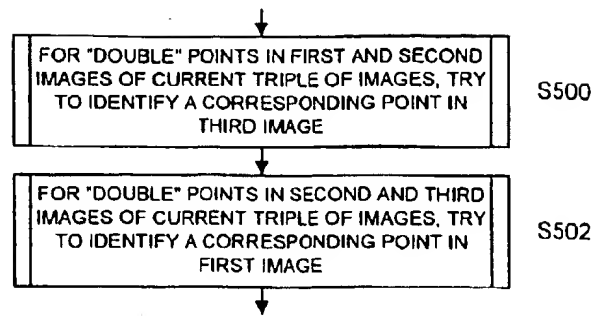 FOR "DOUBLE" POINTS IN FIRST AND SECOND
IMAGES OF CURRENT TRIPLE OF IMAGES, TRY
TO IDENTIFY A CORRESPONDING POINT IN
THIRD IMAGE
S500
FOR "DOUBLE" POINTS IN SECOND AND THIRD
IMAGES OF CURRENT TRIPLE OF IMAGES, TRY
TO IDENTIFY A CORRESPONDING POINT IN
FIRST IMAGE
S502